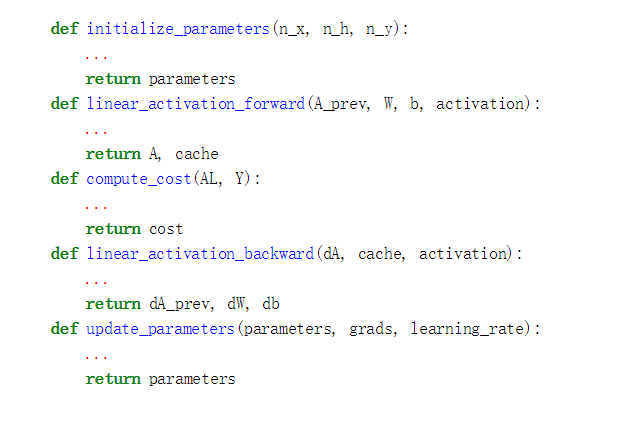 def initialize_parameters(n_x, n_h, n_y):
    ...
    return parameters
def linear_activation_forward(A_prev, W, b, activation):
    ...
    return A, cache
def compute_cost(AL, Y):
    ...
    return cost
def linear_activation_backward(dA, cache, activation):
    ...
    return dA_prev, dW, db
def update_parameters(parameters, grads, learning_rate):
    ...
    return parameters